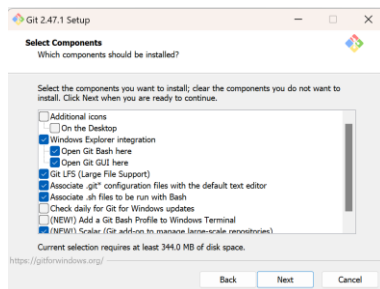 Git 2.47.1 Setup
Select Components
Which components should be installed?
Select the components you want to install; clear the components you do not want to
install. Click Next when you are ready to continue.
Additional icons
On the Desktop
Windows Explorer integration
Open Git Bash here
Open Git GUI here
Git LFS (Large File Support)
Associate .git* configuration files with the default text editor
Associate .sh files to be run with Bash
Check daily for Git for Windows updates
(NEW!) Add a Git Bash Profile to Windows Terminal
(NEW!) Scalar (Git add-on to manage large-scale repositories)
Current selection requires at least 344.0 MB of disk space.
https://gitforwindows.org/
Back Next Cancel